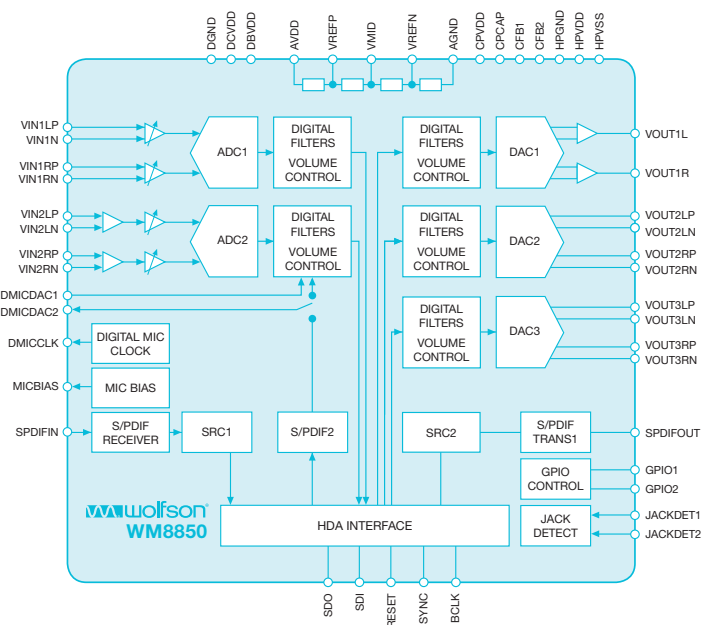 DGND
DCVDD
DBVDD
AVDD
VREFP
VMID
VREFN
AGND
CPVDD
CPCAP
CFB1
CFB2
HPGND
HPVDD
HPVSS
VIN1LP
VIN1N
VIN1RP
VIN1RN
VIN2LP
VIN2LN
VIN2RP
VIN2RN
DMICDAC1
DMICDAC2
DMICCLK
MICBIAS
SPDIFIN
ADC1
DIGITAL
FILTERS
VOLUME
CONTROL
ADC2
DIGITAL
FILTERS
VOLUME
CONTROL
DIGITAL MIC
CLOCK
MIC BIAS
S/PDIF
RECEIVER
SRC1
S/PDIF2
DIGITAL
FILTERS
VOLUME
CONTROL
DAC1
DIGITAL
FILTERS
VOLUME
CONTROL
DAC2
DIGITAL
FILTERS
VOLUME
CONTROL
DAC3
SRC2
S/PDIF
TRANS1
GPIO
CONTROL
JACK
DETECT
VOUT1L
VOUT1R
VOUT2LP
VOUT2LN
VOUT2RP
VOUT2RN
VOUT3LP
VOUT3LN
VOUT3RP
VOUT3RN
SPDIFOUT
GPIO1
GPIO2
JACKDET1
JACKDET2
wolfson
WM8850
HDA INTERFACE
SDO
SDI
RESET
SYNC
BCLK